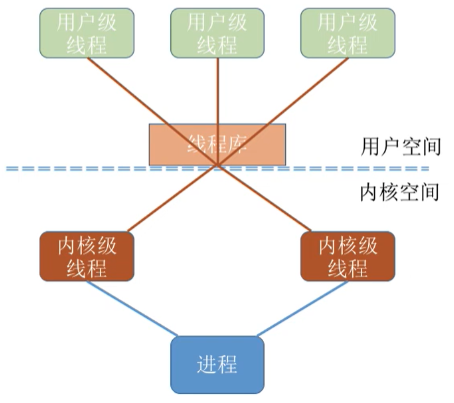 用户级
线程
用户级
线程
用户级
线程
线程库
用户空间
内核空间
内核级
线程
内核级
线程
进程